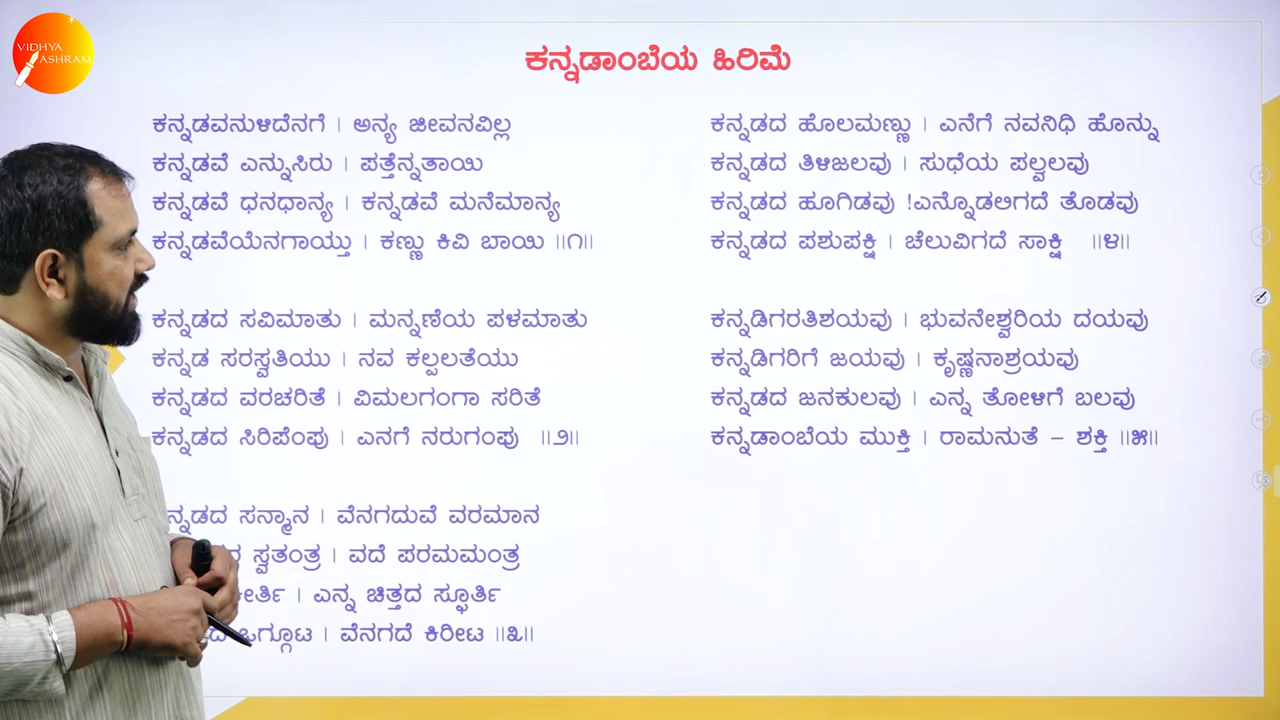 VIDHYA
ASHRAM
ಕನ್ನಡಾಂಬೆಯ ಹಿರಿಮೆ
ಕನ್ನಡವನುಳಿದೆನಗೆ | ಅನ್ಯ ಜೀವನವಿಲ್ಲ
ಕನ್ನಡವೆ ಎನ್ನುಸಿರು | ಪತ್ತೆನ್ನತಾಯಿ
ಕನ್ನಡವೆ ಧನಧಾನ್ಯ | ಕನ್ನಡವೆ ಮನೆಮಾನ್ಯ
ಕನ್ನಡವೆಯೆನಗಾಯ್ತು | ಕಣ್ಣು ಕಿವಿ ಬಾಯಿ ||೧||
ಕನ್ನಡದ ಸವಿಮಾತು | ಮನ್ನಣೆಯ ಪಳಮಾತು
ಕನ್ನಡ ಸರಸ್ವತಿಯು | ನವ ಕಲ್ಪಲತೆಯು
ಕನ್ನಡದ ವರಚರಿತೆ | ವಿಮಲಗಂಗಾ ಸರಿತೆ
ಕನ್ನಡದ ಸಿರಿಪೆಂಪು | ಎನಗೆ ನರುಗಂಪು ||೨||
ನ್ನಡದ ಸನ್ಮಾನ | ವೆನಗದುವೆ ವರಮಾನ
ಸ್ವತಂತ್ರ | ವದೆ ಪರಮಮಂತ್ರ
| ಎನ್ನ ಚಿತ್ತದ ಸ್ಫೂರ್ತಿ
ಒಗ್ಗೂಟ | ವೆನಗದೆ ಕಿರೀಟ ||೩||
ಕನ್ನಡದ ಹೊಲಮಣ್ಣು | ಎನೆಗೆ ನವನಿಧಿ ಹೊನ್ನು
ಕನ್ನಡದ ತಿಳಿಜಲವು | ಸುಧೆಯ ಪಲ್ವಲವು
ಕನ್ನಡದ ಹೂಗಿಡವು !ಎನ್ನೊಡಲಿಗದೆ ತೊಡವು
ಕನ್ನಡದ ಪಶುಪಕ್ಷಿ | ಚೆಲುವಿಗದೆ ಸಾಕ್ಷಿ ||೪||
ಕನ್ನಡಿಗರತಿಶಯವು | ಭುವನೇಶ್ವರಿಯ ದಯವು
ಕನ್ನಡಿಗರಿಗೆ ಜಯವು | ಕೃಷ್ಣನಾಶ್ರಯವು
ಕನ್ನಡದ ಜನಕುಲವು | ಎನ್ನ ತೋಳಿಗೆ ಬಲವು
ಕನ್ನಡಾಂಬೆಯ ಮುಕ್ತಿ | ರಾಮನುತೆ – ಶಕ್ತಿ ||೫||